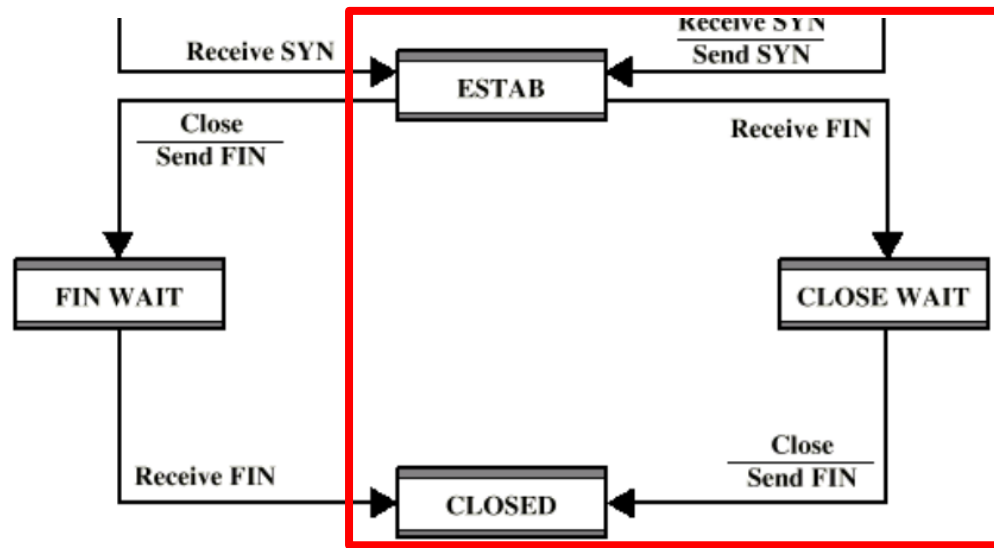 Receive SYN
Receive SYN
Send SYN
ESTAB
Close
Send FIN
Receive FIN
FIN WAIT
CLOSE WAIT
Receive FIN
Close
Send FIN
CLOSED